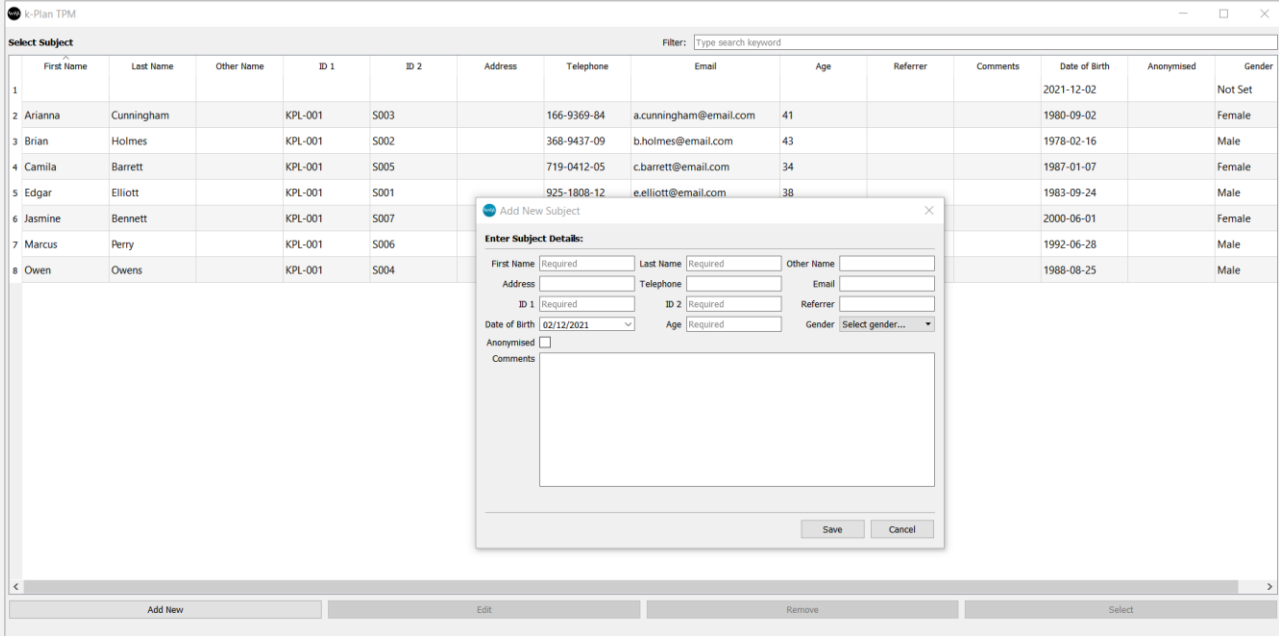 k-Plan TPM
Select Subject Filter: Type search keyword
First Name Last Name Other Name ID 1 ID 2 Address Telephone Email Age Referrer Comments Date of Birth Anonymised Gender
1 2021-12-02 Not Set
2 Arianna Cunningham KPL-001 S003 166-9369-84 a.cunningham@email.com 41 1980-09-02 Female
3 Brian Holmes KPL-001 S002 368-9437-09 b.holmes@email.com 43 1978-02-16 Male
4 Camila Barrett KPL-001 S005 719-0412-05 c.barrett@email.com 34 1987-01-07 Female
5 Edgar Elliott KPL-001 S001 925-1808-12 e.elliott@email.com 38 1983-09-24 Male
6 Jasmine Bennett KPL-001 S007 2000-06-01 Female
7 Marcus Perry KPL-001 S006 1992-06-28 Male
8 Owen Owens KPL-001 S004 1988-08-25 Male
Add New Subject
Enter Subject Details:
First Name Required Last Name Required Other Name
Address Telephone Email
ID 1 Required ID 2 Required Referrer
Date of Birth 02/12/2021 Age Required Gender Select gender...
Anonymised
Comments
Save Cancel
Add New Edit Remove Select